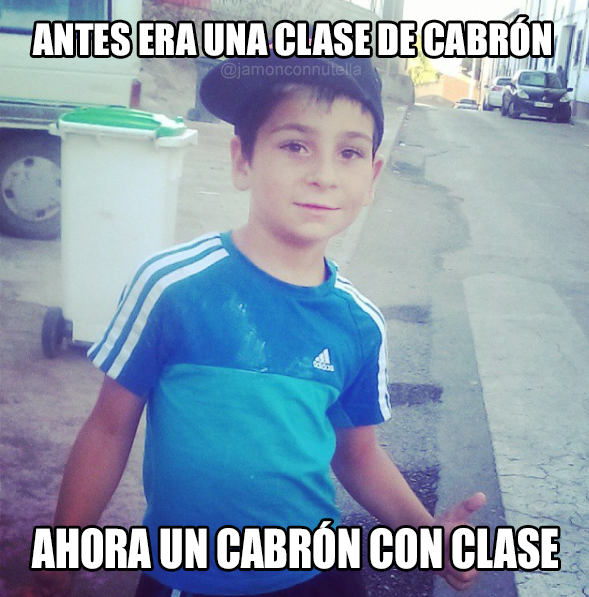 ANTES ERA UNA CLASE DE CABRÓN
@jamonconnutella
adidas
AHORA UN CABRÓN CON CLASE